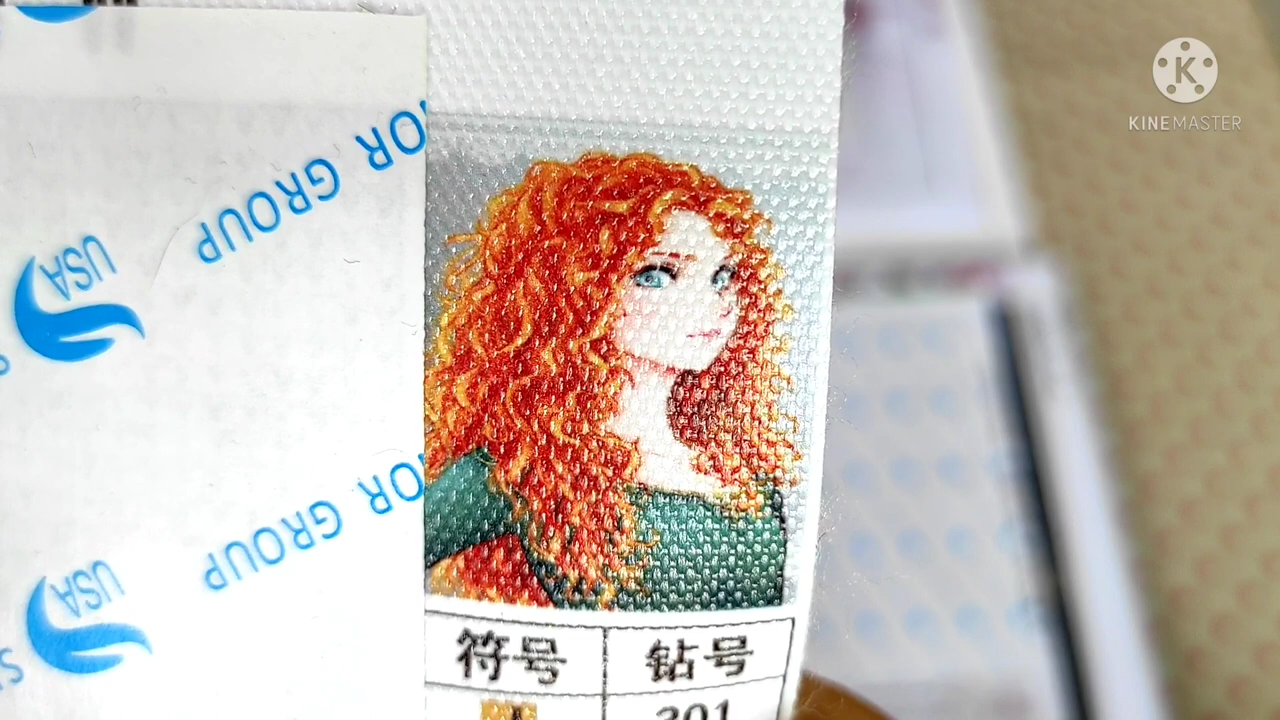 OR GROUP
USA
OR GROUP
USA
K
KINEMASTER
符号 钻号
301